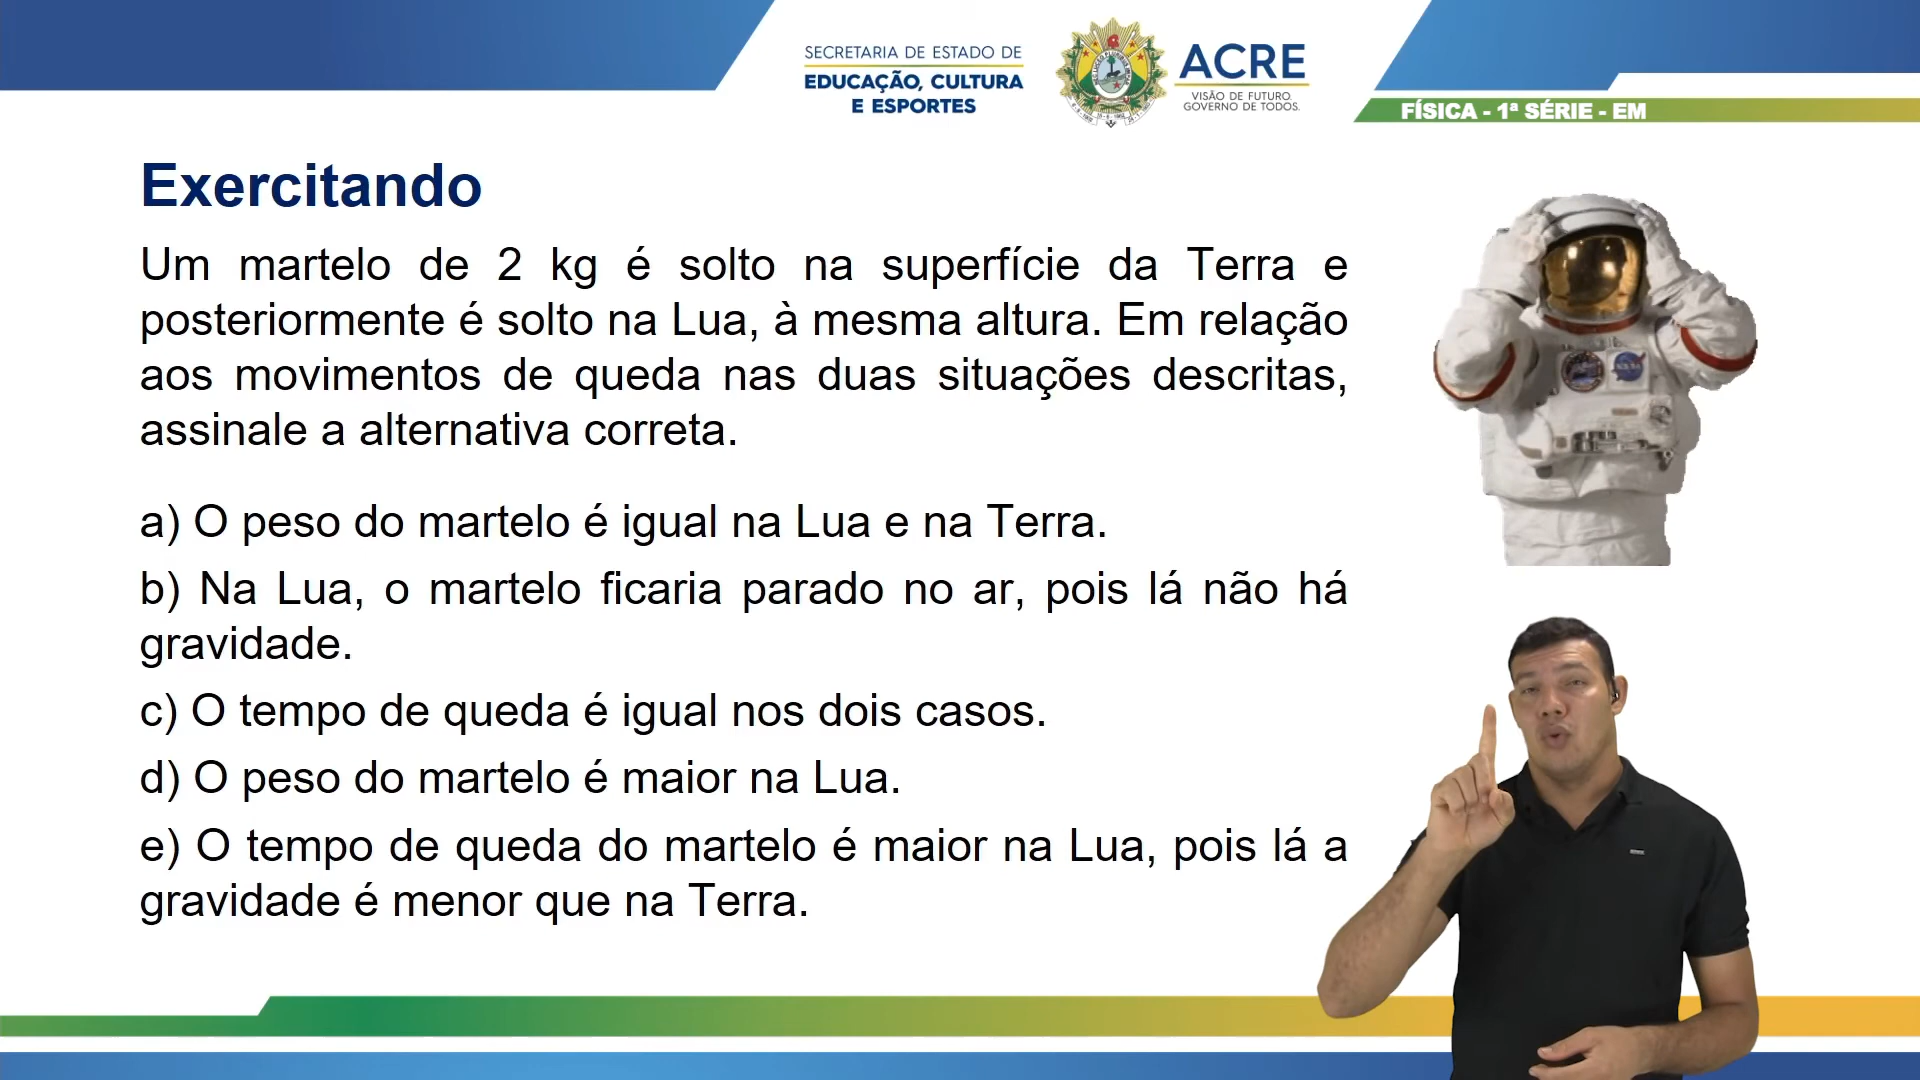 SECRETARIA DE ESTADO DE
EDUCAÇÃO, CULTURA
E ESPORTES
ACRE
VISÃO DE FUTURO.
GOVERNO DE TODOS.
FÍSICA - 1ª SÉRIE - EM
Exercitando
Um martelo de 2 kg é solto na superfície da Terra e
posteriormente é solto na Lua, à mesma altura. Em relação
aos movimentos de queda nas duas situações descritas,
assinale a alternativa correta.
a) O peso do martelo é igual na Lua e na Terra.
b) Na Lua, o martelo ficaria parado no ar, pois lá não há
gravidade.
c) O tempo de queda é igual nos dois casos.
d) O peso do martelo é maior na Lua.
e) O tempo de queda do martelo é maior na Lua, pois lá a
gravidade é menor que na Terra.